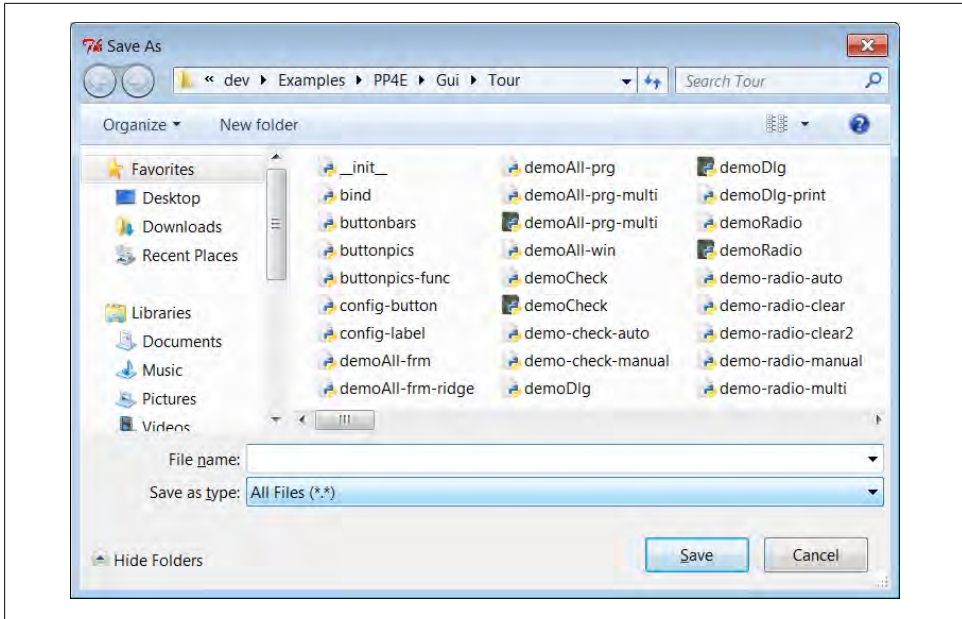 Save As
« dev ▸ Examples ▸ PP4E ▸ Gui ▸ Tour
Search Tour
Organize
New folder
Favorites
Desktop
Downloads
Recent Places
Libraries
Documents
Music
Pictures
Videos
__init__
bind
buttonbars
buttonpics
buttonpics-func
config-button
config-label
demoAll-frm
demoAll-frm-ridge
demoAll-prg
demoAll-prg-multi
demoAll-prg-multi
demoAll-win
demoCheck
demoCheck
demo-check-auto
demo-check-manual
demoDlg
demoDlg
demoDlg-print
demoRadio
demoRadio
demo-radio-auto
demo-radio-clear
demo-radio-clear2
demo-radio-manual
demo-radio-multi
File name:
Save as type: All Files (*.*)
Hide Folders
Save
Cancel